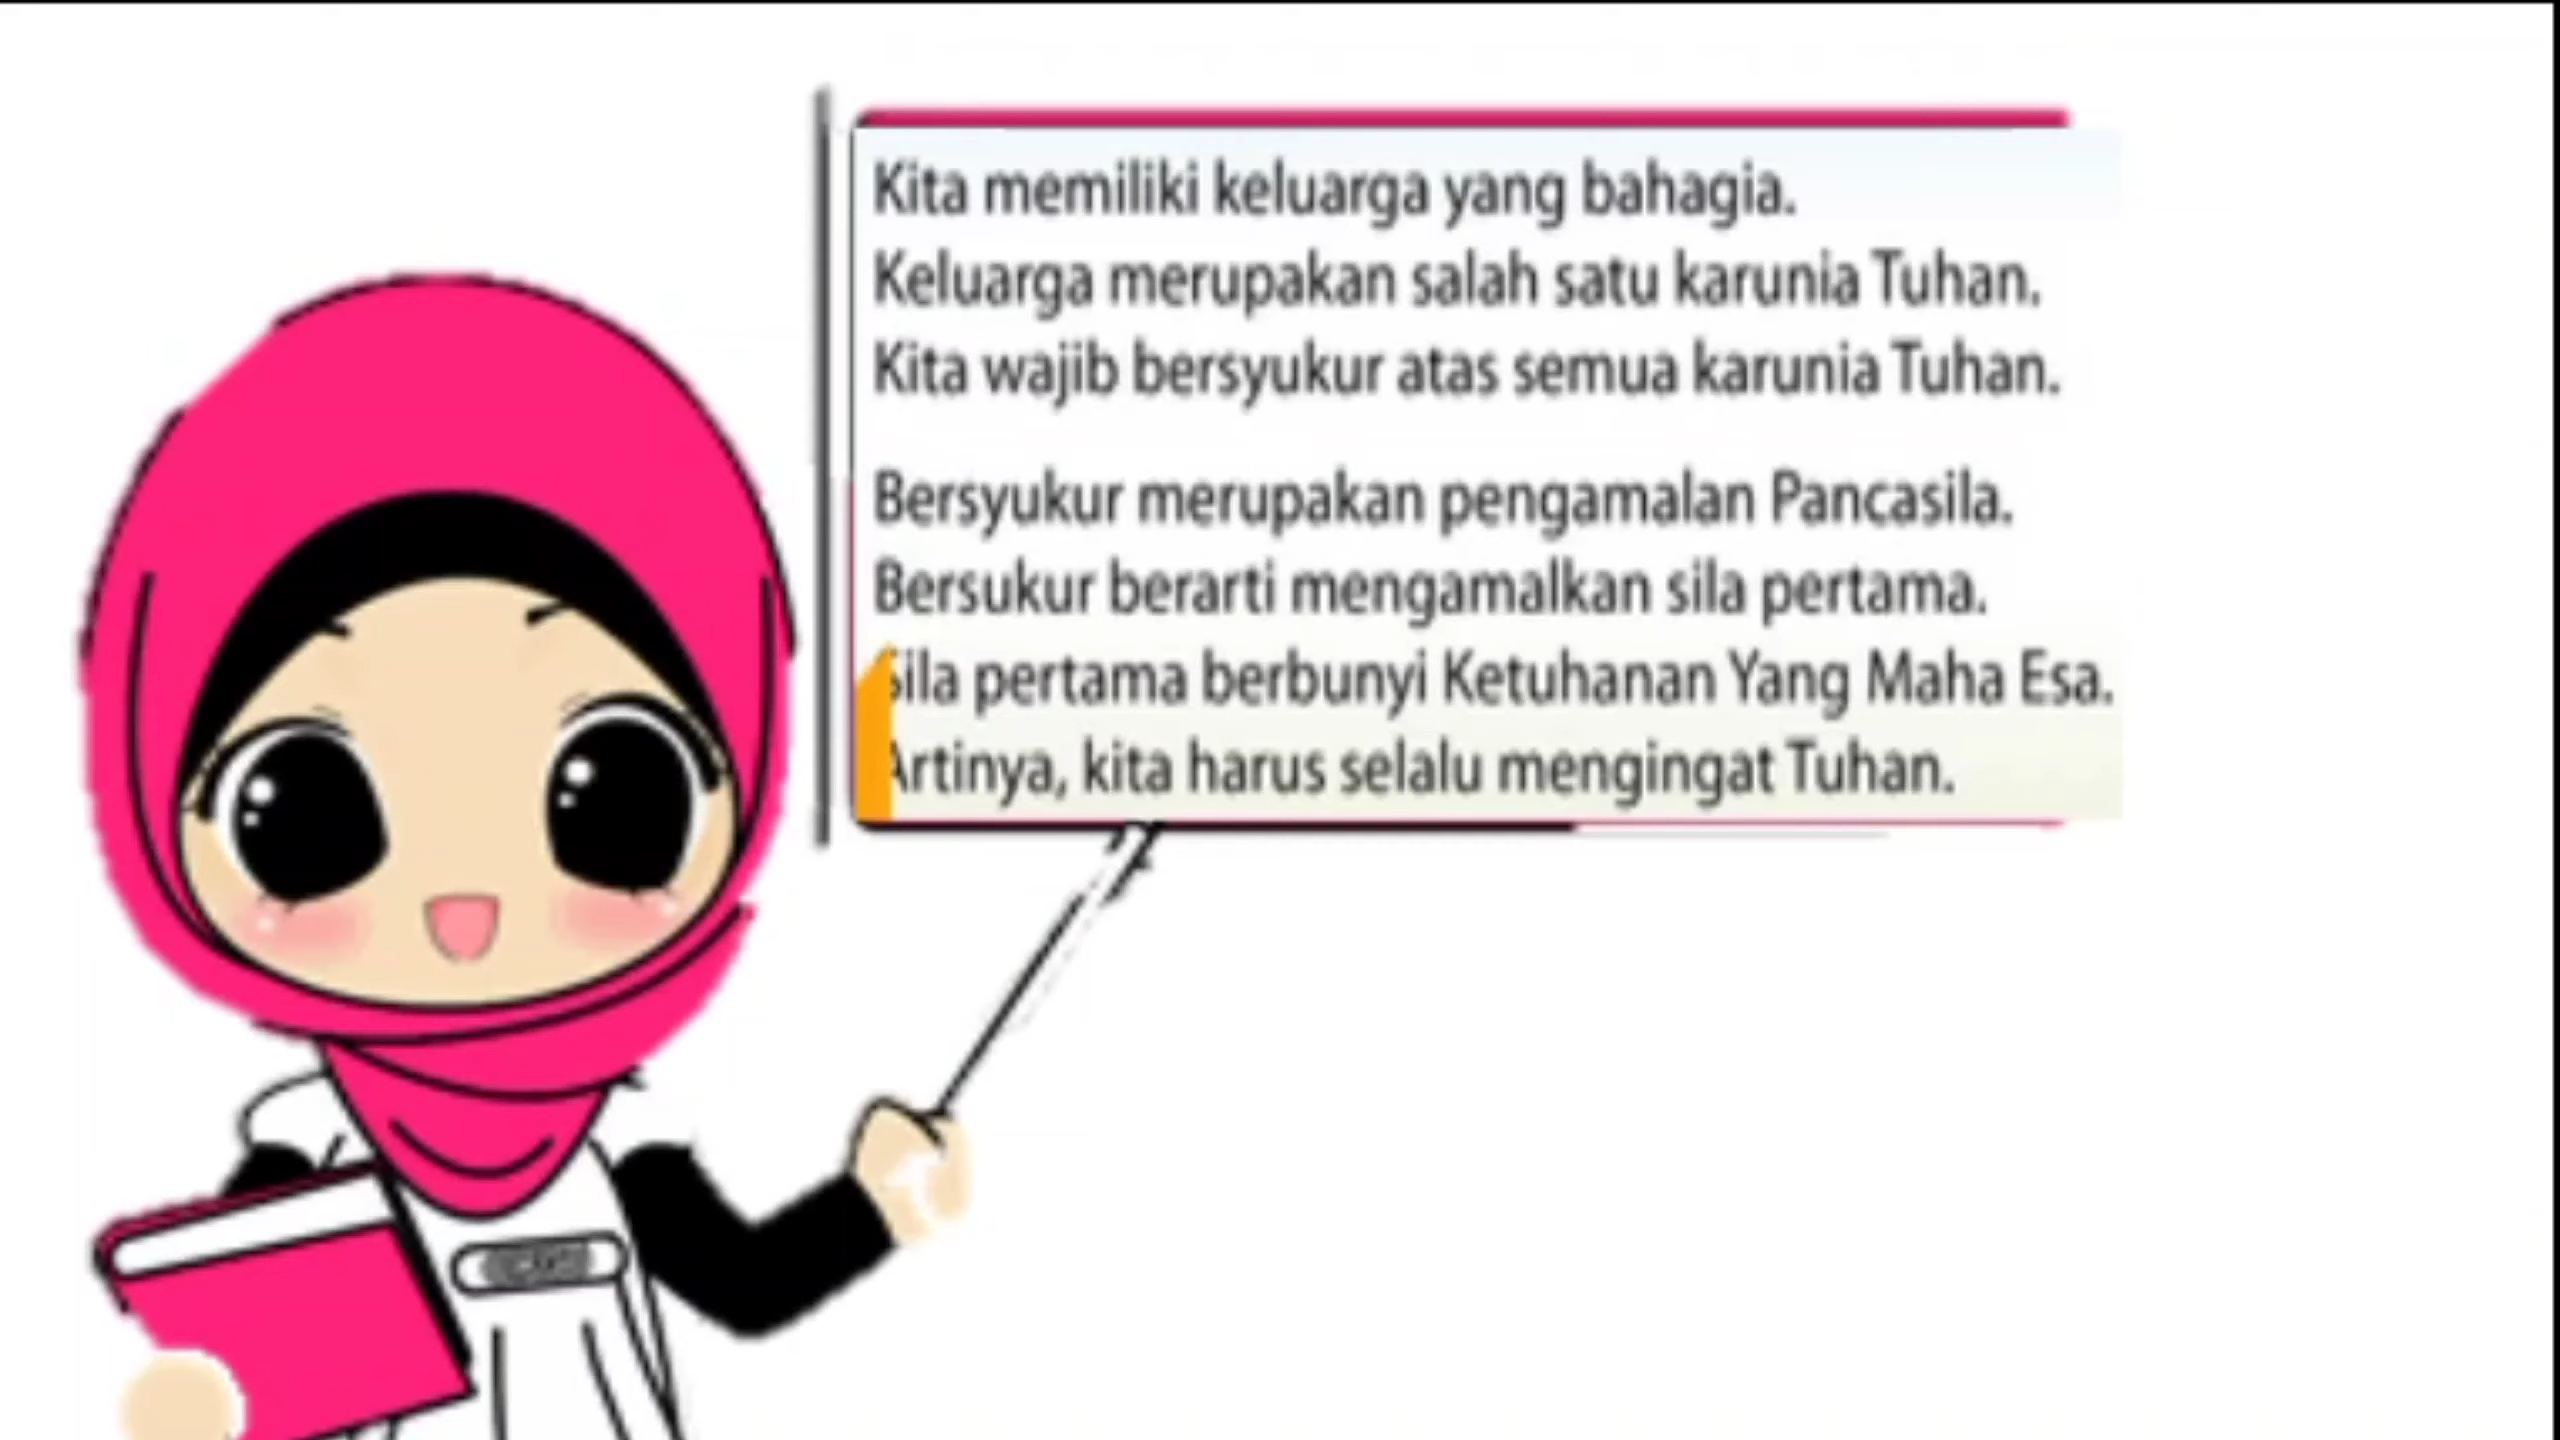 Kita memiliki keluarga yang bahagia.
Keluarga merupakan salah satu karunia Tuhan.
Kita wajib bersyukur atas semua karunia Tuhan.
Bersyukur merupakan pengamalan Pancasila.
Bersukur berarti mengamalkan sila pertama.
Sila pertama berbunyi Ketuhanan Yang Maha Esa.
Artinya, kita harus selalu mengingat Tuhan.